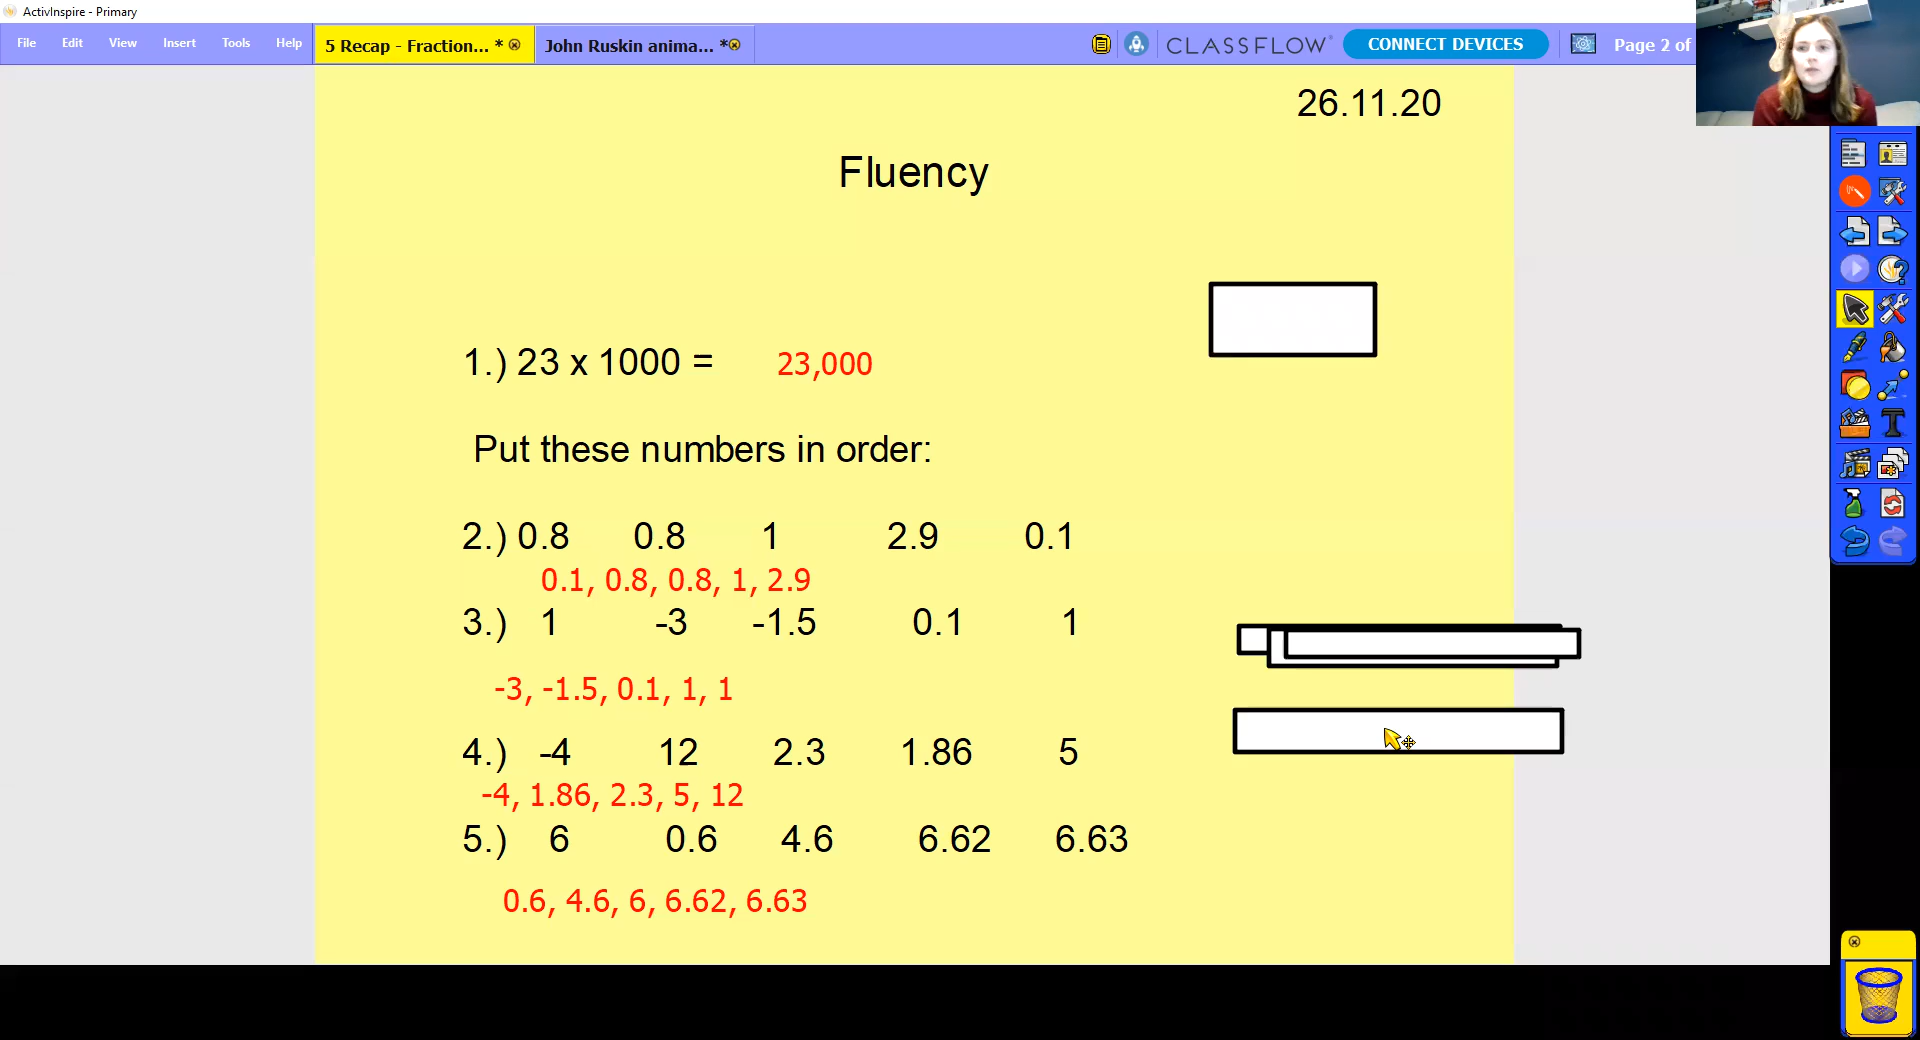 ActivInspire - Primary
File Edit View Insert Tools Help 5 Recap - Fraction... * John Ruskin anima... * CLASSFLOW CONNECT DEVICES Page 2 of
26.11.20
Fluency
1.) 23 x 1000 = 23,000
Put these numbers in order:
2.) 0.8 0.8 1 2.9 0.1
0.1, 0.8, 0.8, 1, 2.9
3.) 1 -3 -1.5 0.1 1
-3, -1.5, 0.1, 1, 1
4.) -4 12 2.3 1.86 5
-4, 1.86, 2.3, 5, 12
5.) 6 0.6 4.6 6.62 6.63
0.6, 4.6, 6, 6.62, 6.63